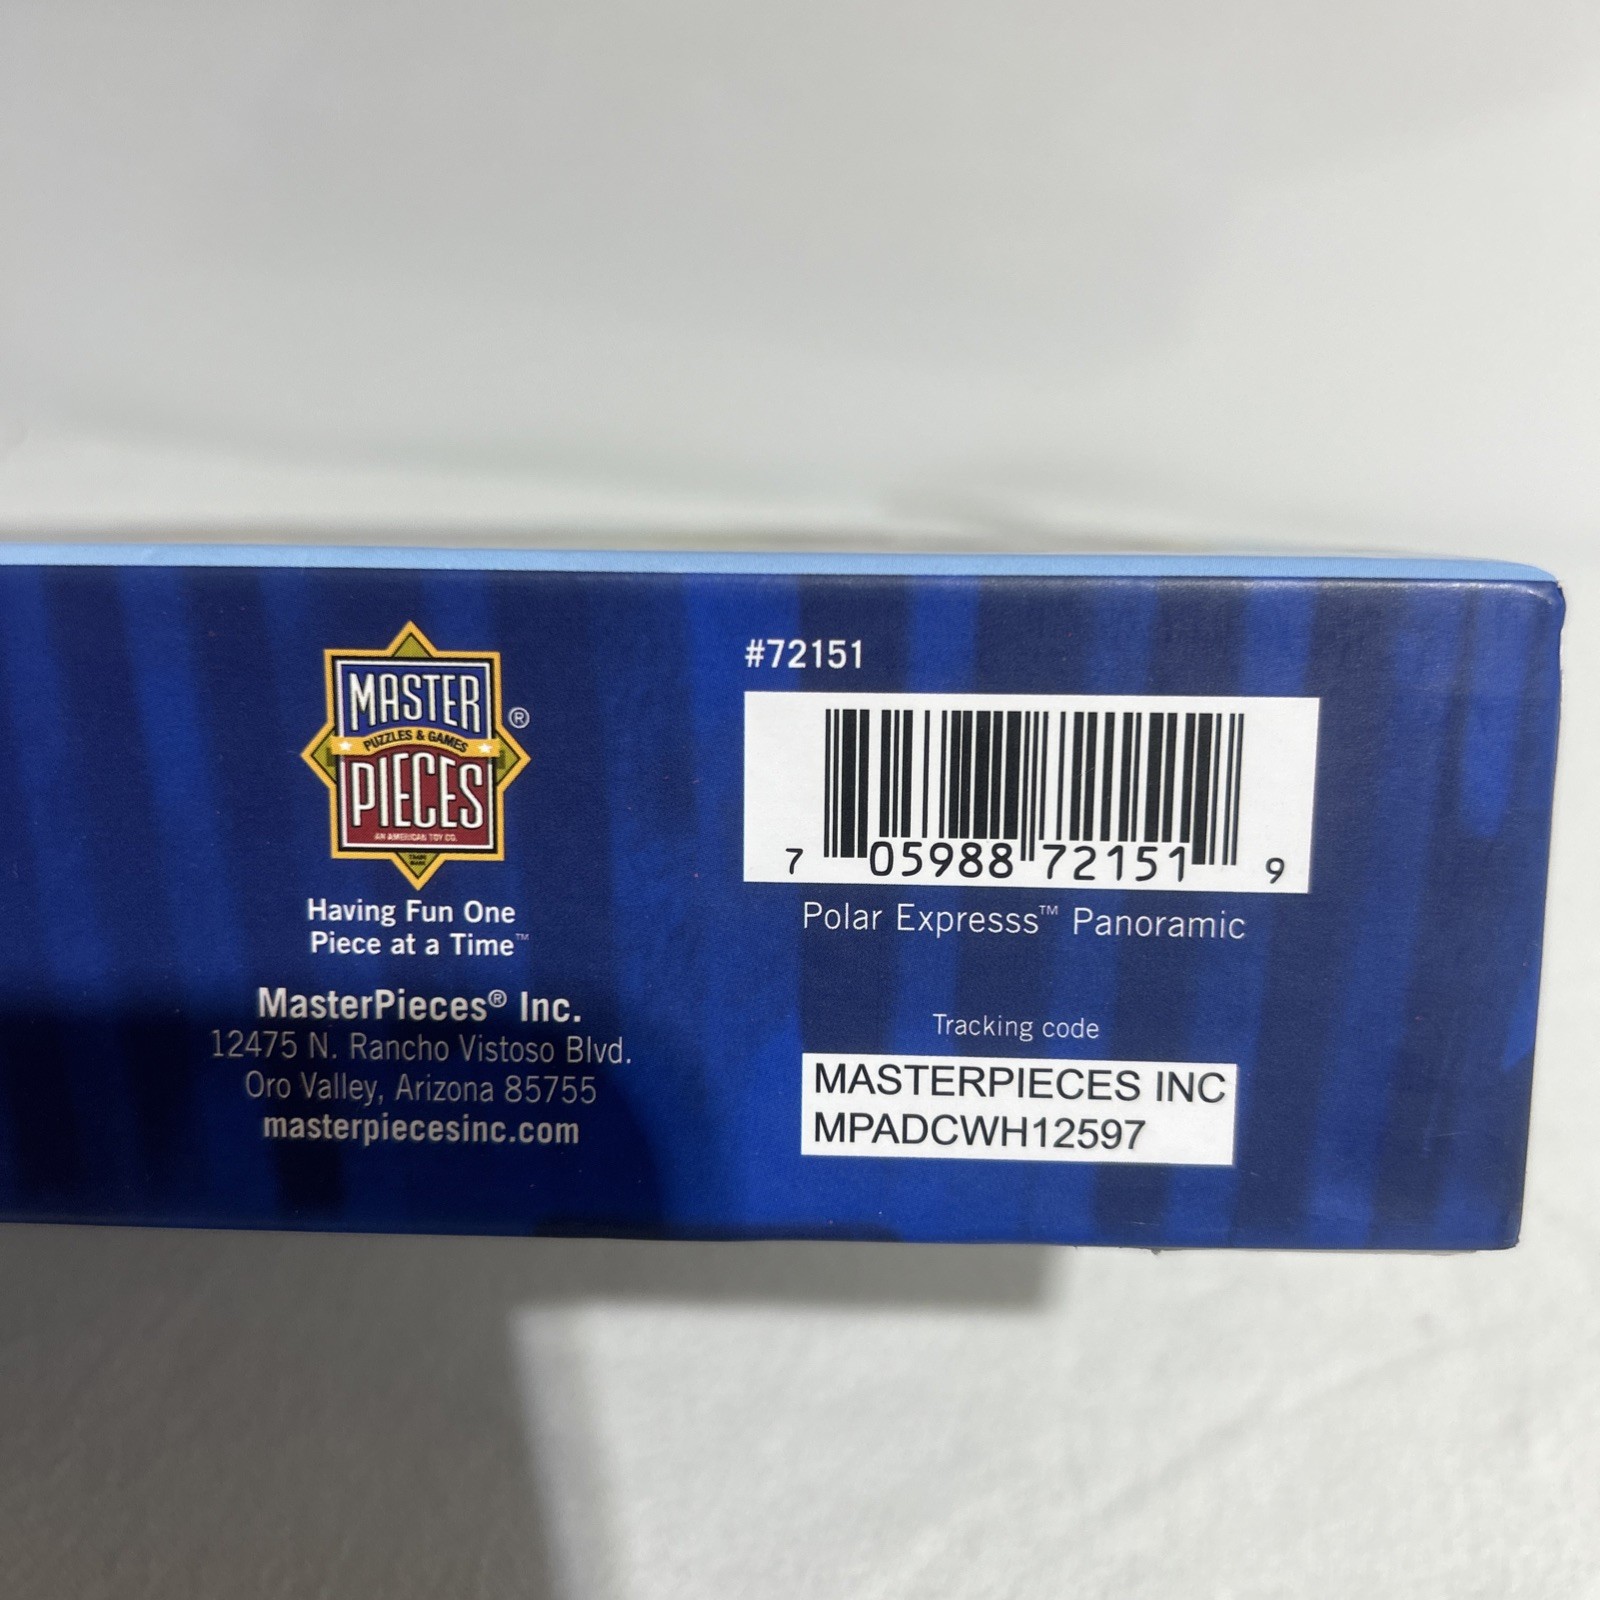 MASTER
PUZZLES & GAMES
PIECES
AN AMERICAN TOY CO.
TRADE
MARK
®
Having Fun One
Piece at a Time™
MasterPieces® Inc.
12475 N. Rancho Vistoso Blvd.
Oro Valley, Arizona 85755
masterpiecesinc.com
#72151
7 05988 72151 9
Polar Expresss™ Panoramic
Tracking code
MASTERPIECES INC
MPADCWH12597